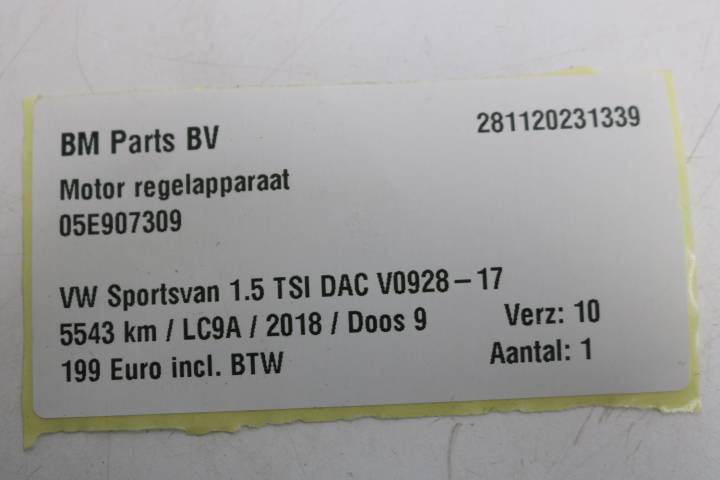 BM Parts BV
281120231339
Motor regelapparaat
05E907309
VW Sportsvan 1.5 TSI DAC V0928-17
5543 km / LC9A / 2018 / Doos 9
Verz: 10
199 Euro incl. BTW
Aantal: 1